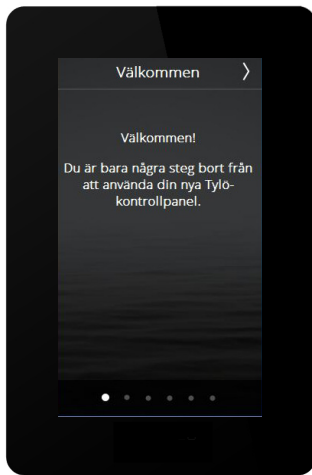 Välkommen
Välkommen!
Du är bara några steg bort från
att använda din nya Tylö-
kontrollpanel.